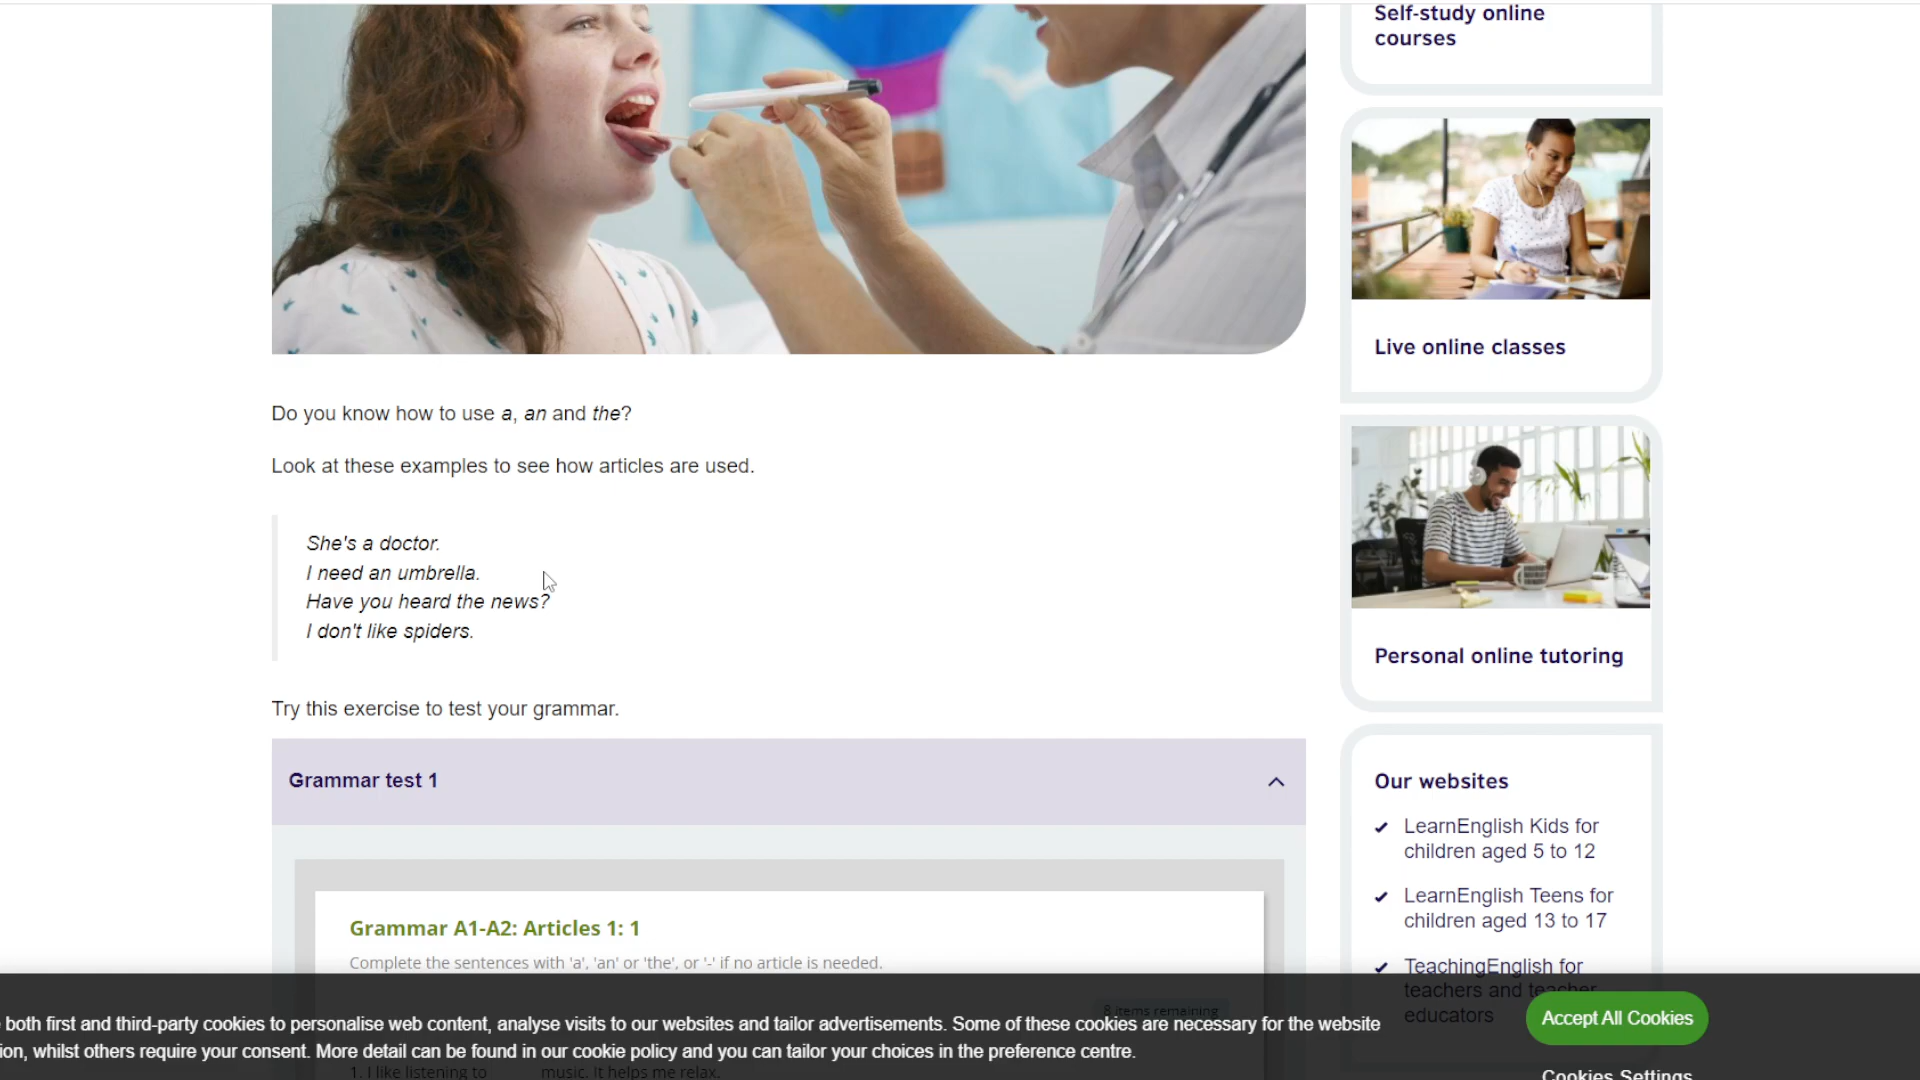 Self-study online
courses
Live online classes
Do you know how to use a, an and the?
Look at these examples to see how articles are used.
She's a doctor.
I need an umbrella.
Have you heard the news?
I don't like spiders.
Personal online tutoring
Try this exercise to test your grammar.
Grammar test 1
Our websites
LearnEnglish Kids for
children aged 5 to 12
LearnEnglish Teens for
children aged 13 to 17
Grammar A1-A2: Articles 1: 1
Complete the sentences with 'a', 'an' or 'the', or '-' if no article is needed.
TeachingEnglish for
teachers and teacher
educators
8 items remaining
both first and third-party cookies to personalise web content, analyse visits to our websites and tailor advertisements. Some of these cookies are necessary for the website
ion, whilst others require your consent. More detail can be found in our cookie policy and you can tailor your choices in the preference centre.
Accept All Cookies
1. I like listening to music. It helps me relax.
Cookies Settings